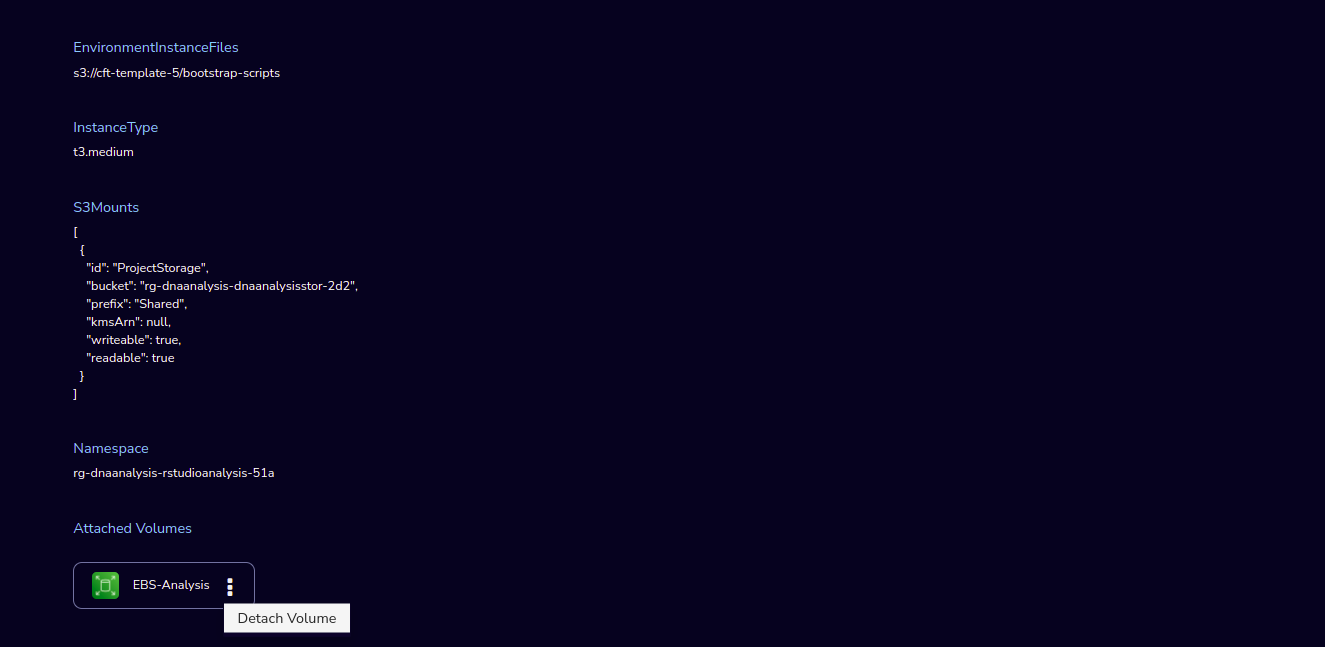 EnvironmentInstanceFiles
s3://cft-template-5/bootstrap-scripts
InstanceType
t3.medium
S3Mounts
[
{
"id": "ProjectStorage",
"bucket": "rg-dnaanalysis-dnaanalysisstor-2d2",
"prefix": "Shared",
"kmsArn": null,
"writeable": true,
"readable": true
}
]
Namespace
rg-dnaanalysis-rstudioanalysis-51a
Attached Volumes
EBS-Analysis
Detach Volume